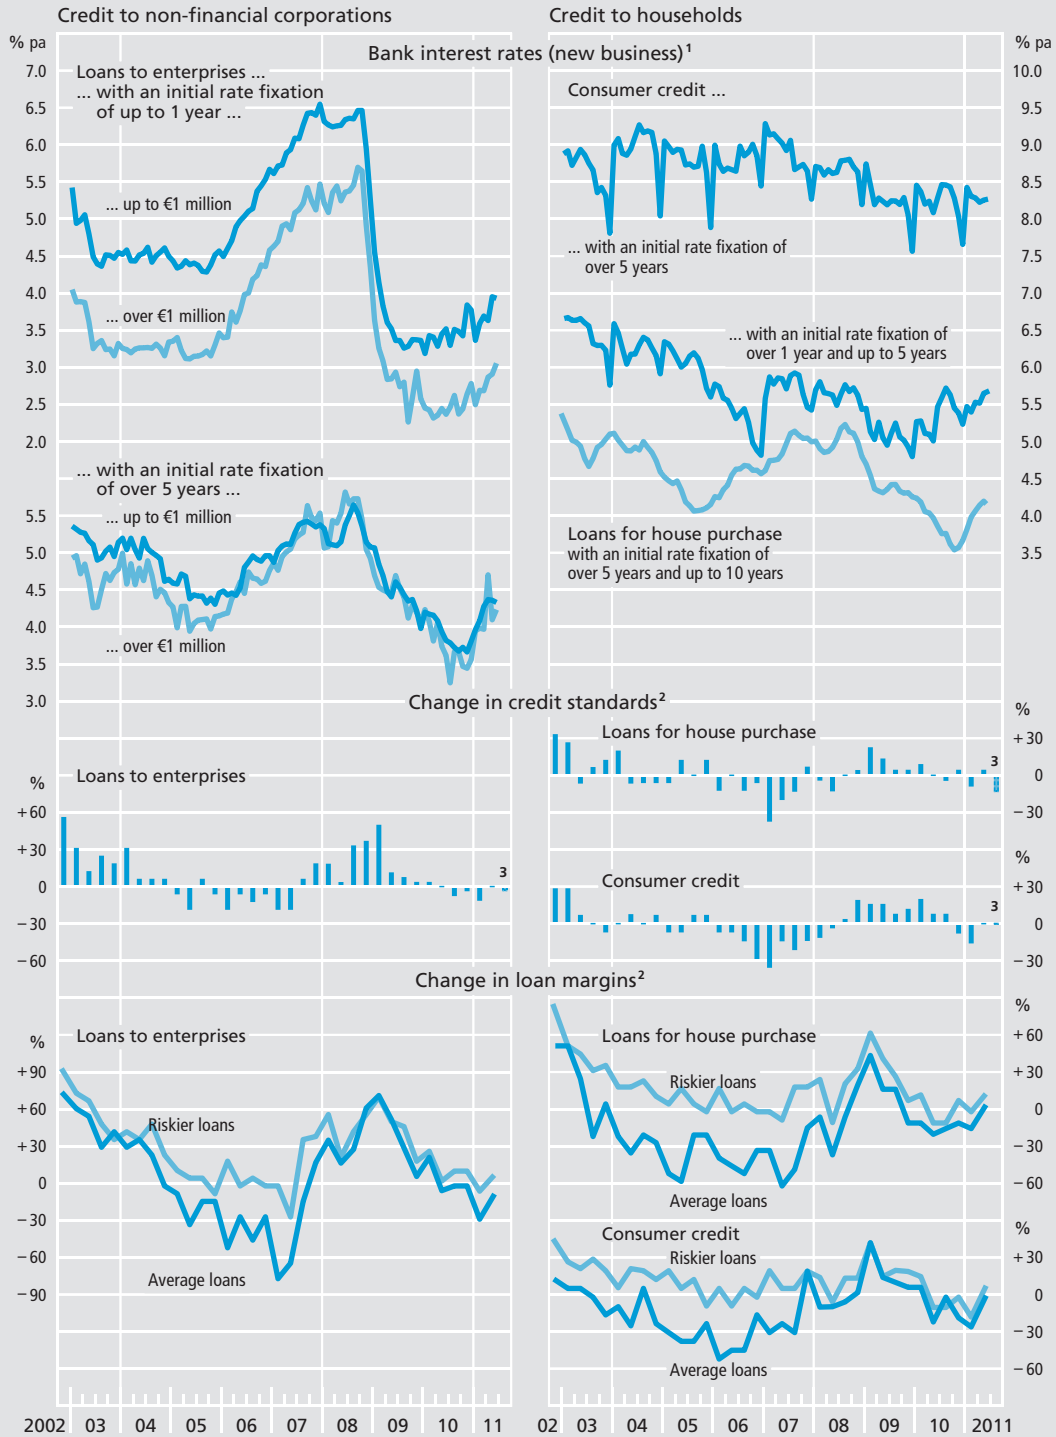 Credit to non-financial corporations
Credit to households
% pa
Bank interest rates (new business)¹
% pa
7.0
Loans to enterprises ...
... with an initial rate fixation
of up to 1 year ...
6.5
6.0
5.5
... up to €1 million
5.0
4.5
4.0
... over €1 million
3.5
3.0
2.5
2.0
... with an initial rate fixation
of over 5 years ...
5.5
... up to €1 million
5.0
4.5
4.0
... over €1 million
3.5
3.0
10.0
Consumer credit ...
9.5
9.0
8.5
8.0
... with an initial rate fixation of
over 5 years
7.5
7.0
6.5
... with an initial rate fixation of
over 1 year and up to 5 years
6.0
5.5
5.0
4.5
4.0
Loans for house purchase
with an initial rate fixation of
over 5 years and up to 10 years
3.5
Change in credit standards²
Loans to enterprises
%
+60
+30
0
3
−30
−60
%
Loans for house purchase
+30
3
0
−30
%
Consumer credit
+30
3
0
−30
Change in loan margins²
Loans to enterprises
%
+90
+60
Riskier loans
+30
0
−30
−60
Average loans
−90
%
Loans for house purchase
+60
Riskier loans
+30
0
−30
−60
Average loans
%
Consumer credit
Riskier loans
+30
0
−30
Average loans
−60
2002 03 04 05 06 07 08 09 10 11
02 03 04 05 06 07 08 09 10 2011